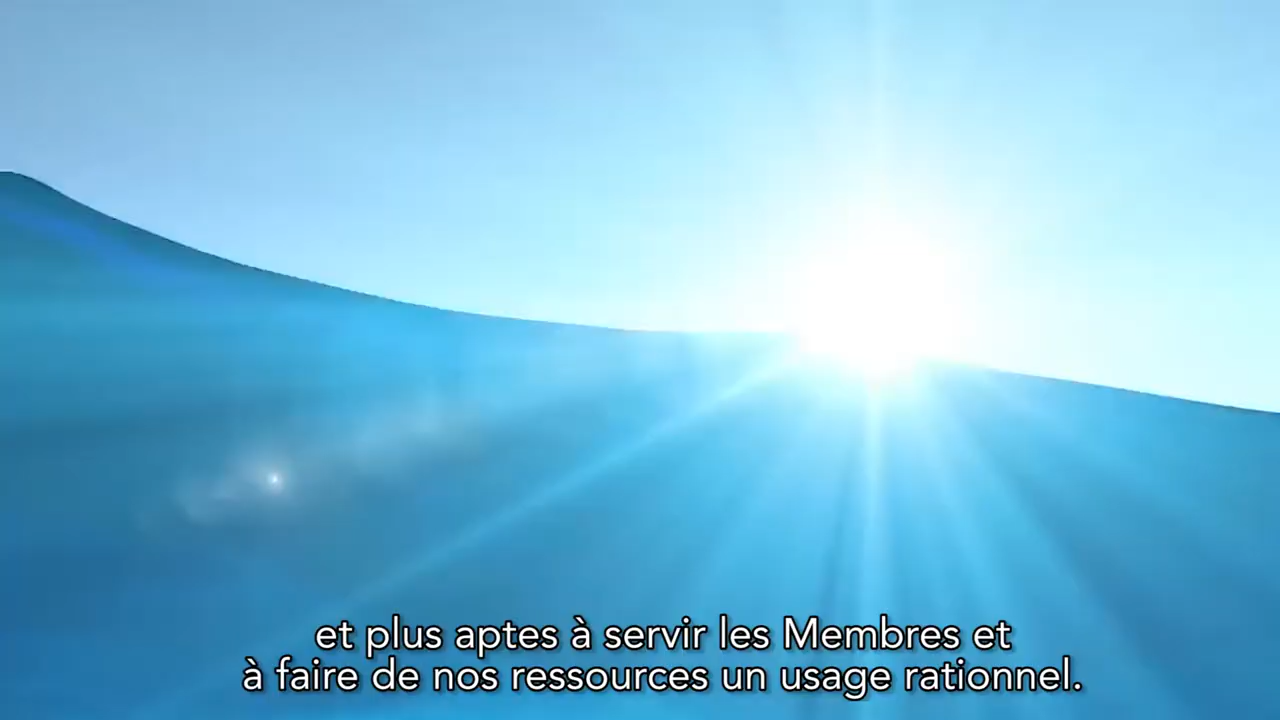 et plus aptes à servir les Membres et
à faire de nos ressources un usage rationnel.